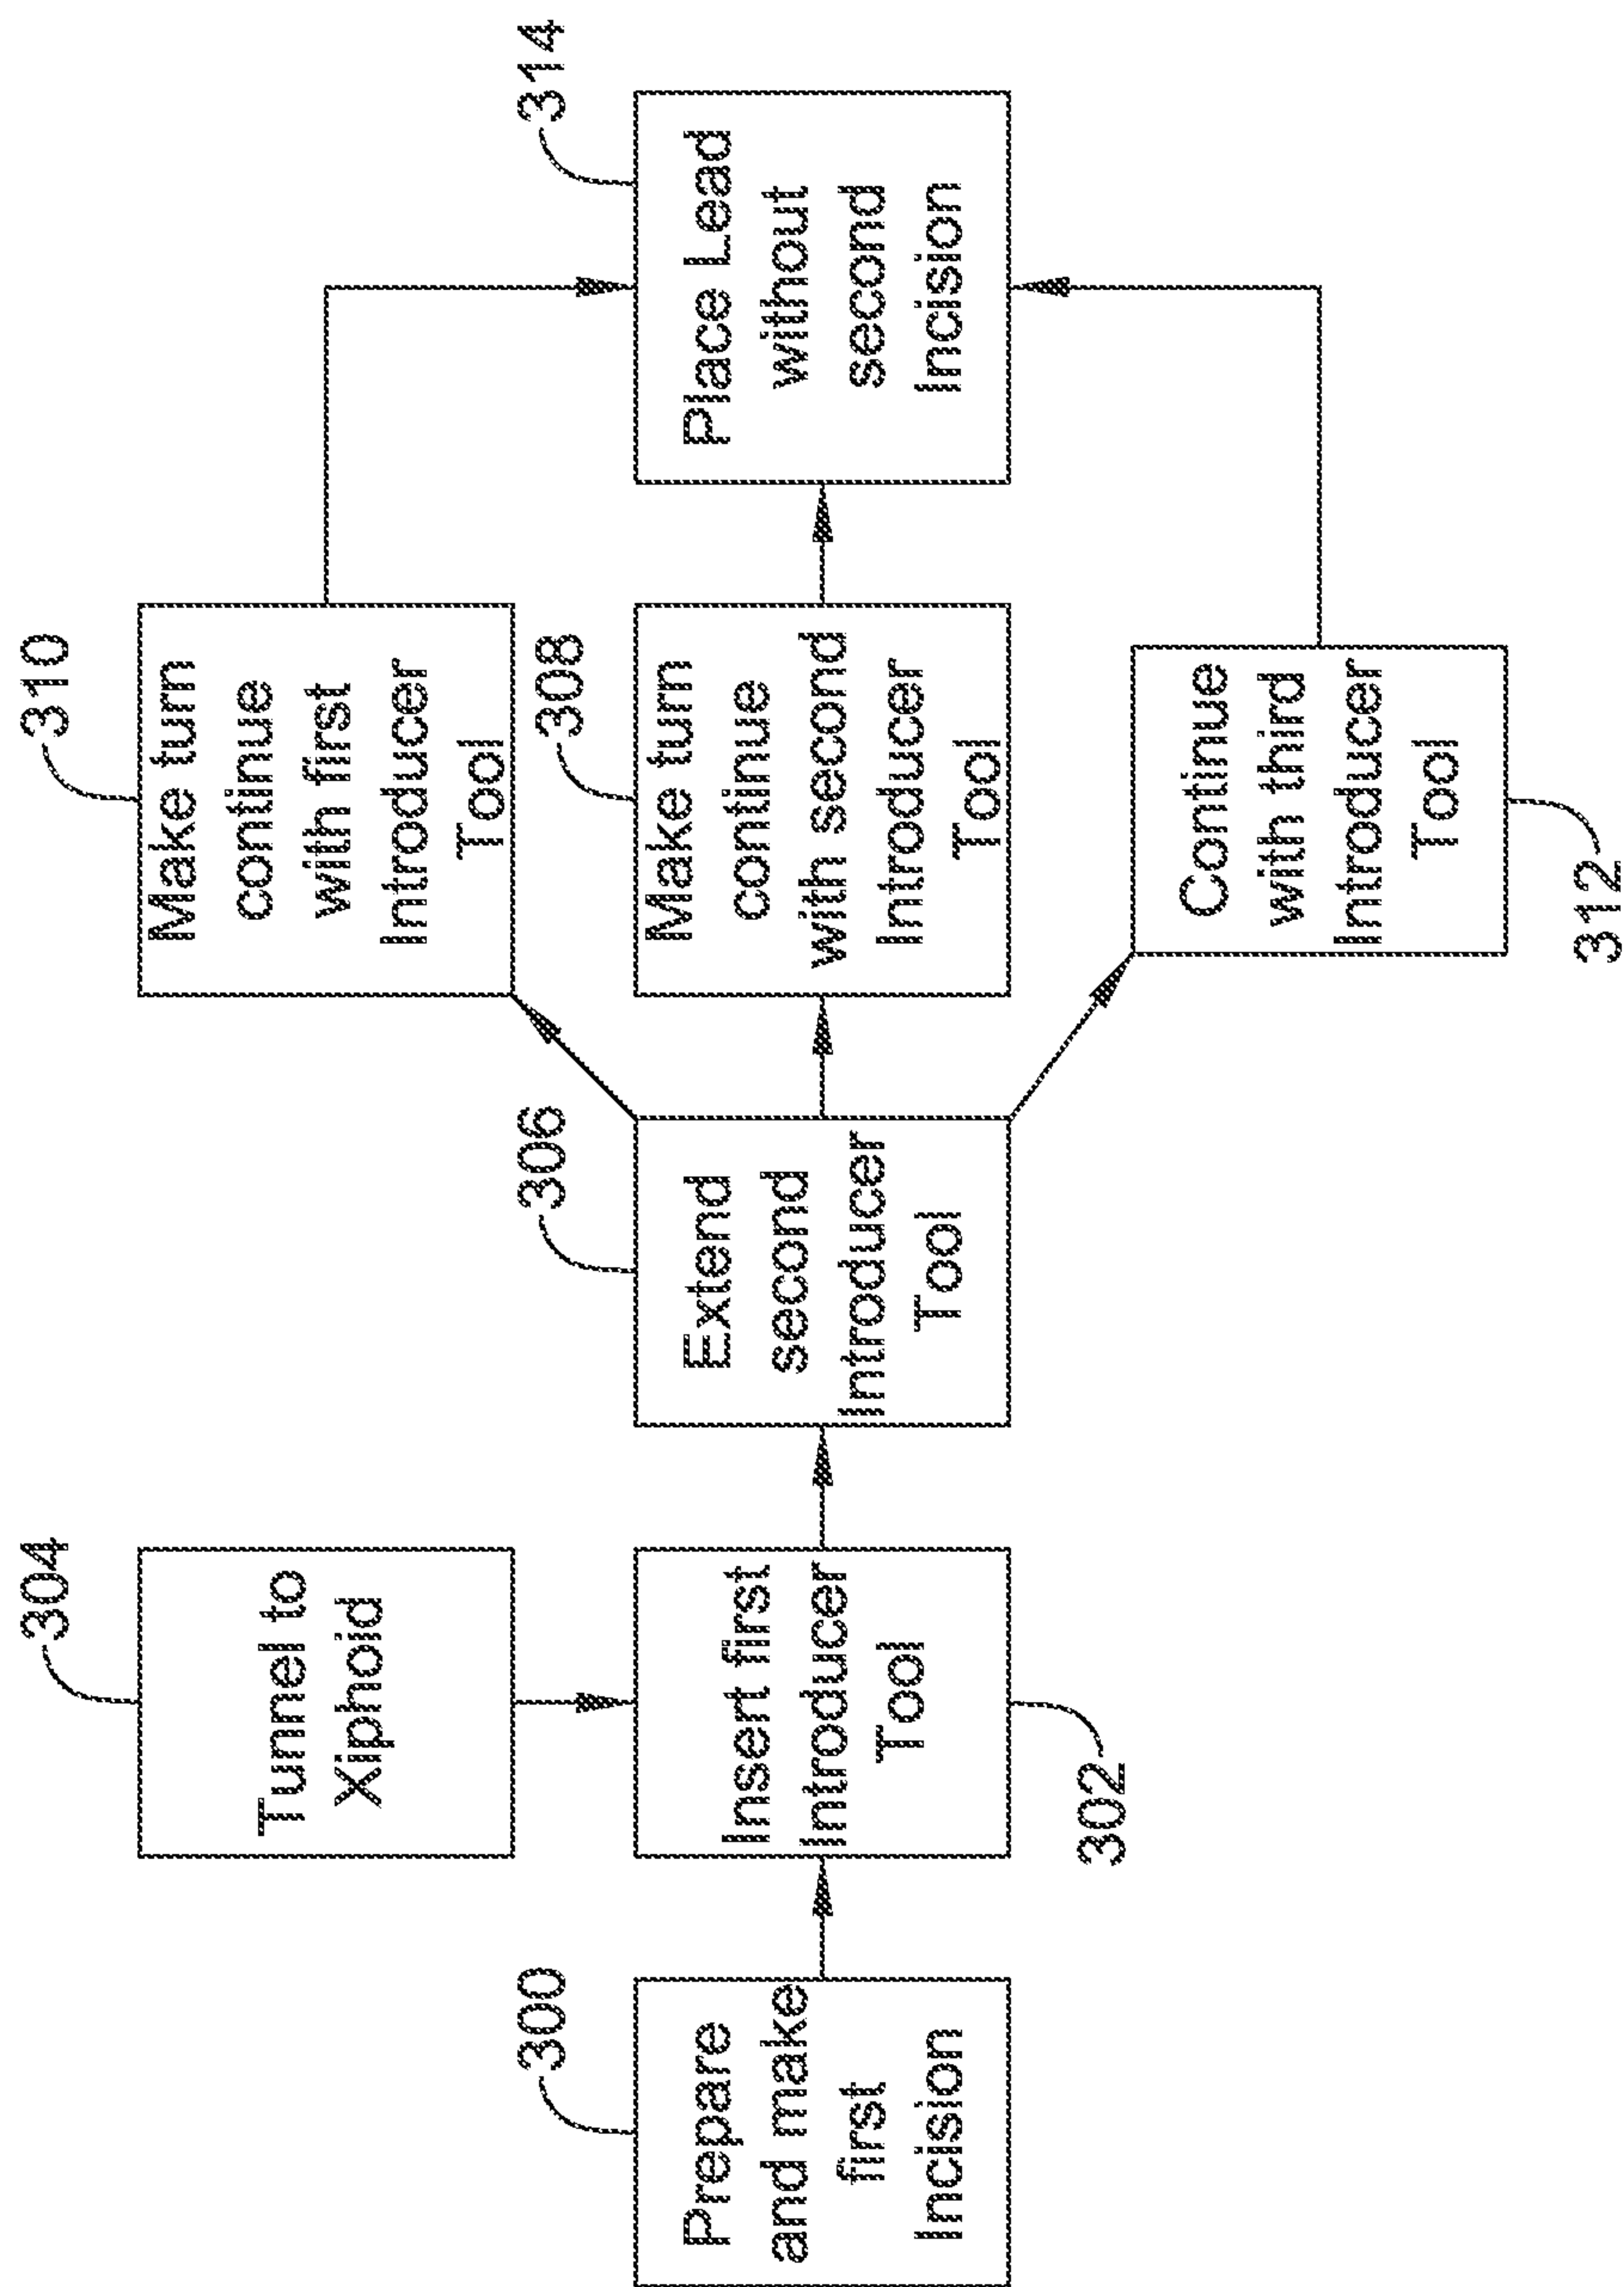 300
Prepare
and make
first
Incision
304
Tunnel to
Xiphoid
Insert first
Introducer
Tool
302
306
Extend
second
Introducer
Tool
310
Make turn
continue
with first
Introducer
Tool
308
Make turn
continue
with second
Introducer
Tool
Continue
with third
Introducer
Tool
312
314
Place Lead
without
second
Incision